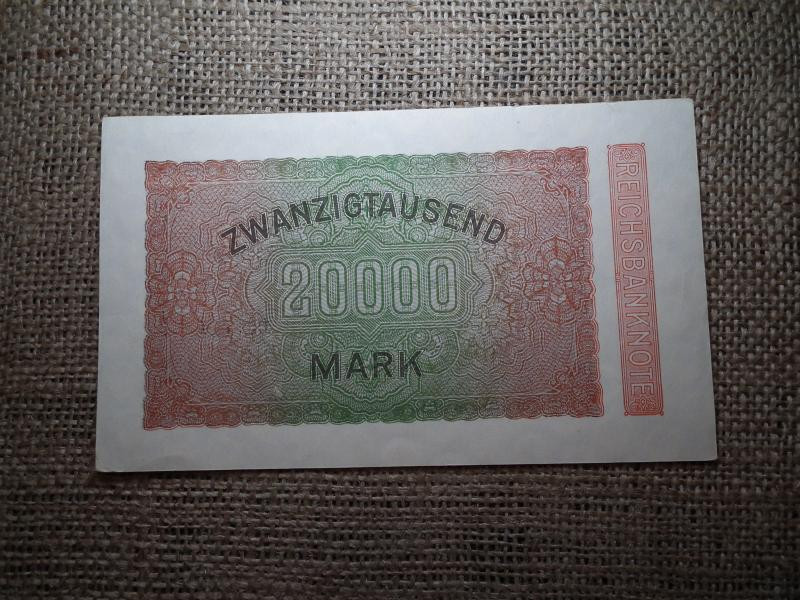 ZWANZIGTAUSEND
20000
MARK
REICHSBANKNOTE